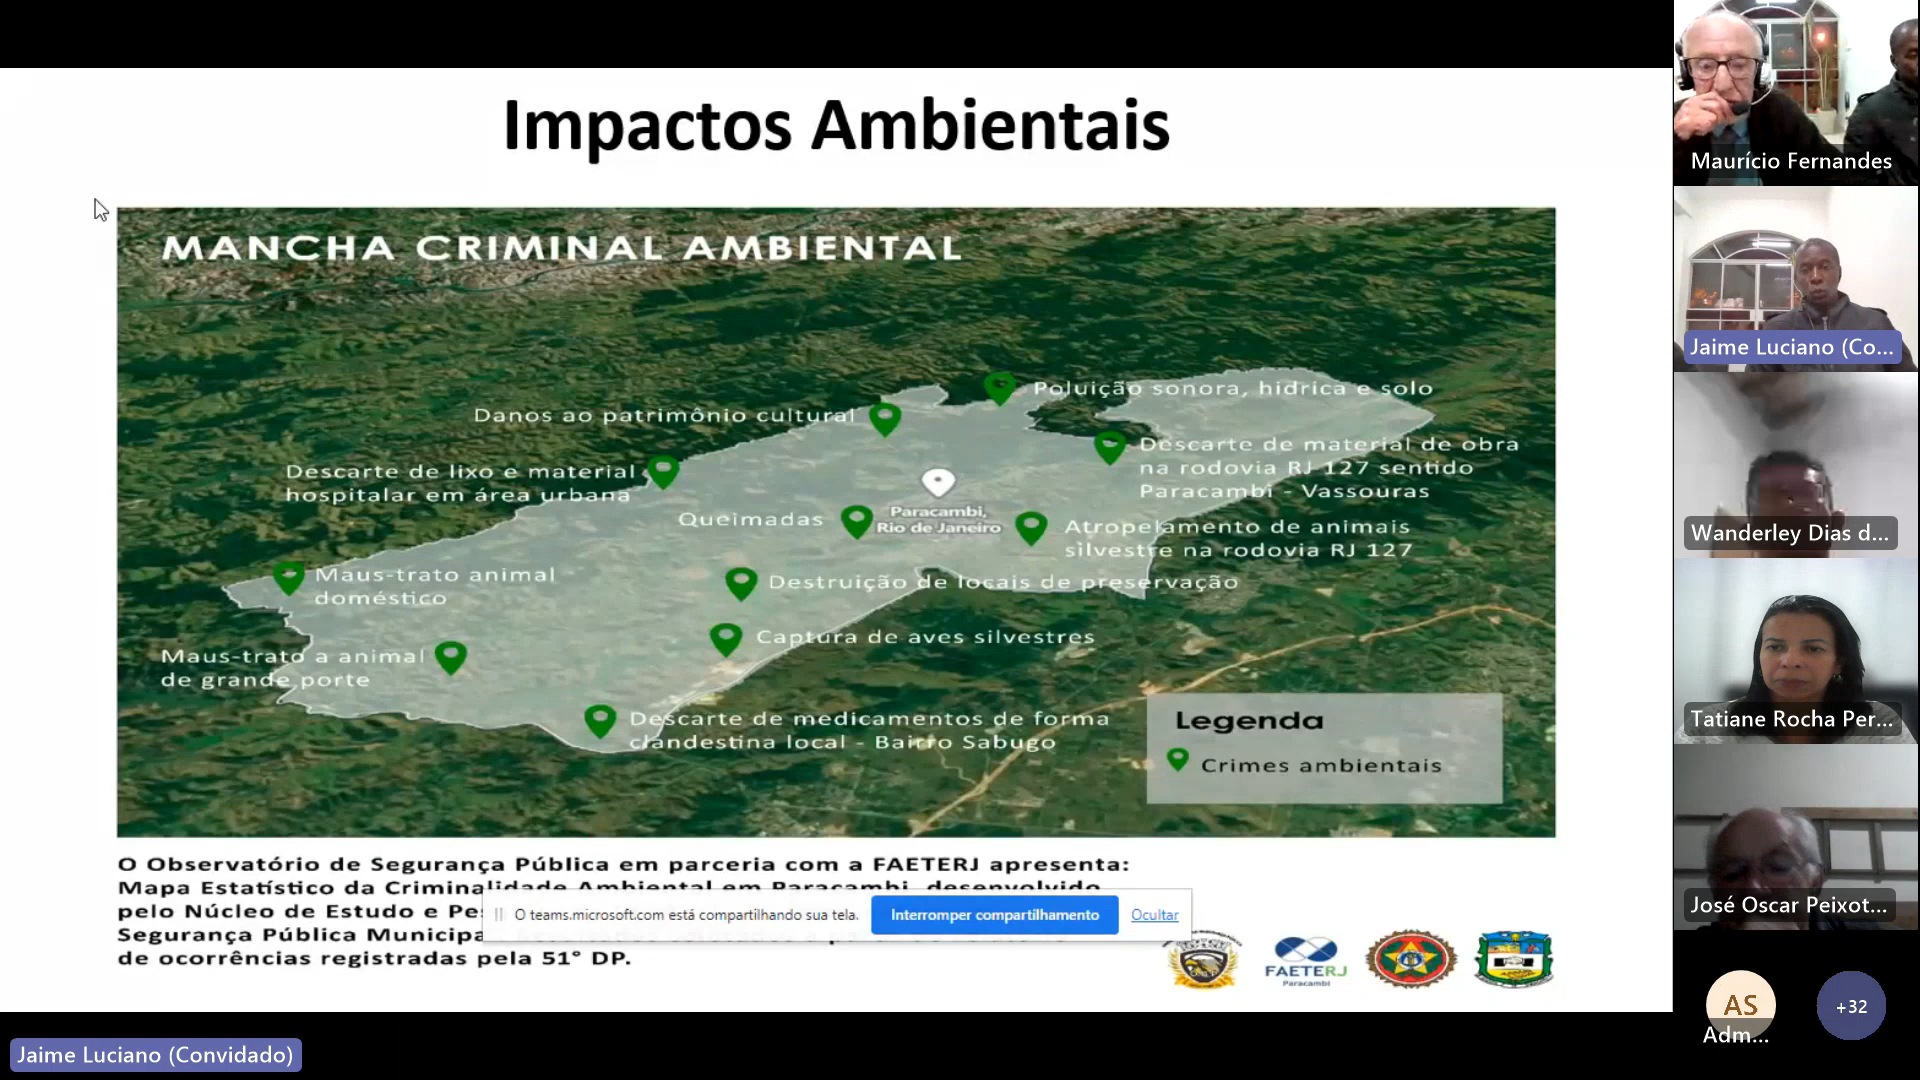 Impactos Ambientais
MANCHA CRIMINAL AMBIENTAL
Poluição sonora, hídrica e solo
Danos ao patrimônio cultural
Descarte de material de obra
na rodovia RJ 127 sentido
Paracambi - Vassouras
Descarte de lixo e material
hospitalar em área urbana
Queimadas
Paracambi,
Rio de Janeiro
Atropelamento de animais
silvestre na rodovia RJ 127
Maus-trato animal
doméstico
Destruição de locais de preservação
Captura de aves silvestres
Maus-trato a animal
de grande porte
Descarte de medicamentos de forma
clandestina local - Bairro Sabugo
Legenda
Crimes ambientais
O Observatório de Segurança Pública em parceria com a FAETERJ apresenta:
Mapa Estatístico da Criminalidade Ambiental em Paracambi, desenvolvido
pelo Núcleo de Estudo e Pe
Segurança Pública Municipa
de ocorrências registradas pela 51° DP.
O teams.microsoft.com está compartilhando sua tela.
Interromper compartilhamento
Ocultar
FAETERJ
Paracambi
Jaime Luciano (Convidado)
Maurício Fernandes
Jaime Luciano (Co...
Wanderley Dias d...
Tatiane Rocha Per...
José Oscar Peixot...
AS
Adm...
+32